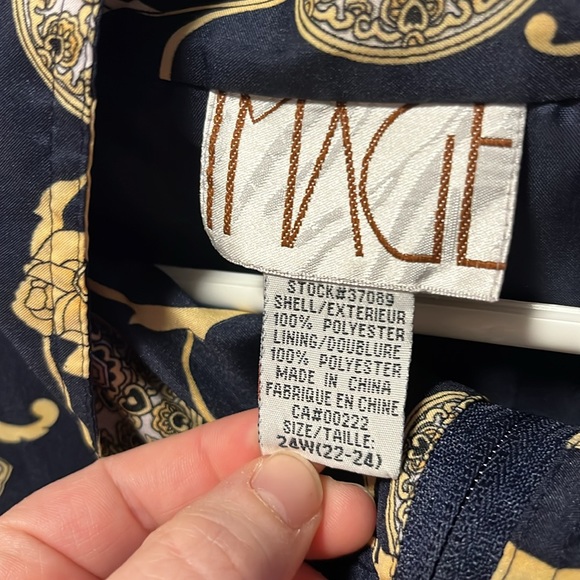 IMAGE
STOCK#37089
SHELL/EXTERIEUR
100% POLYESTER
LINING/DOUBLURE
100% POLYESTER
MADE IN CHINA
FABRIQUE EN CHINE
CA#00222
SIZE/TAILLE:
24W(22-24)